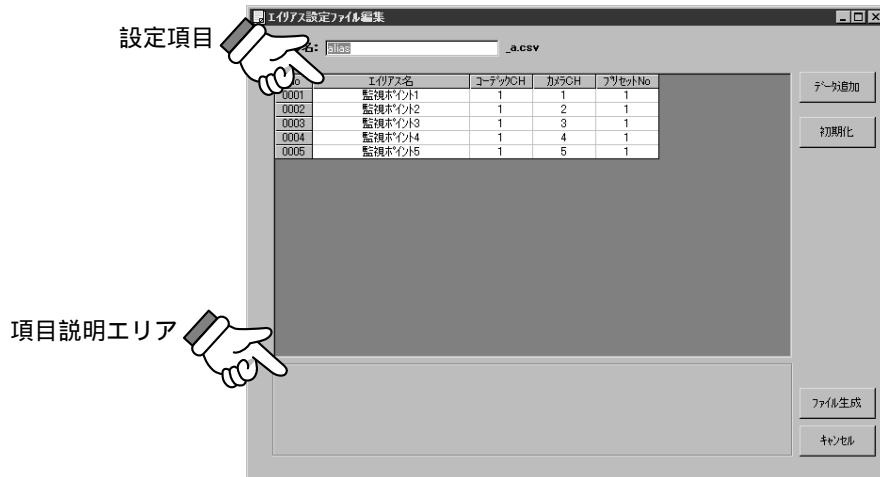 エイリアス設定ファイル編集
設定項目
名: alias _a.csv
No エイリアス名 コーデックCH カメラCH プリセットNo
0001 監視ポイント1 1 1 1
0002 監視ポイント2 1 2 1
0003 監視ポイント3 1 3 1
0004 監視ポイント4 1 4 1
0005 監視ポイント5 1 5 1
データ追加
初期化
項目説明エリア
ファイル生成
キャンセル